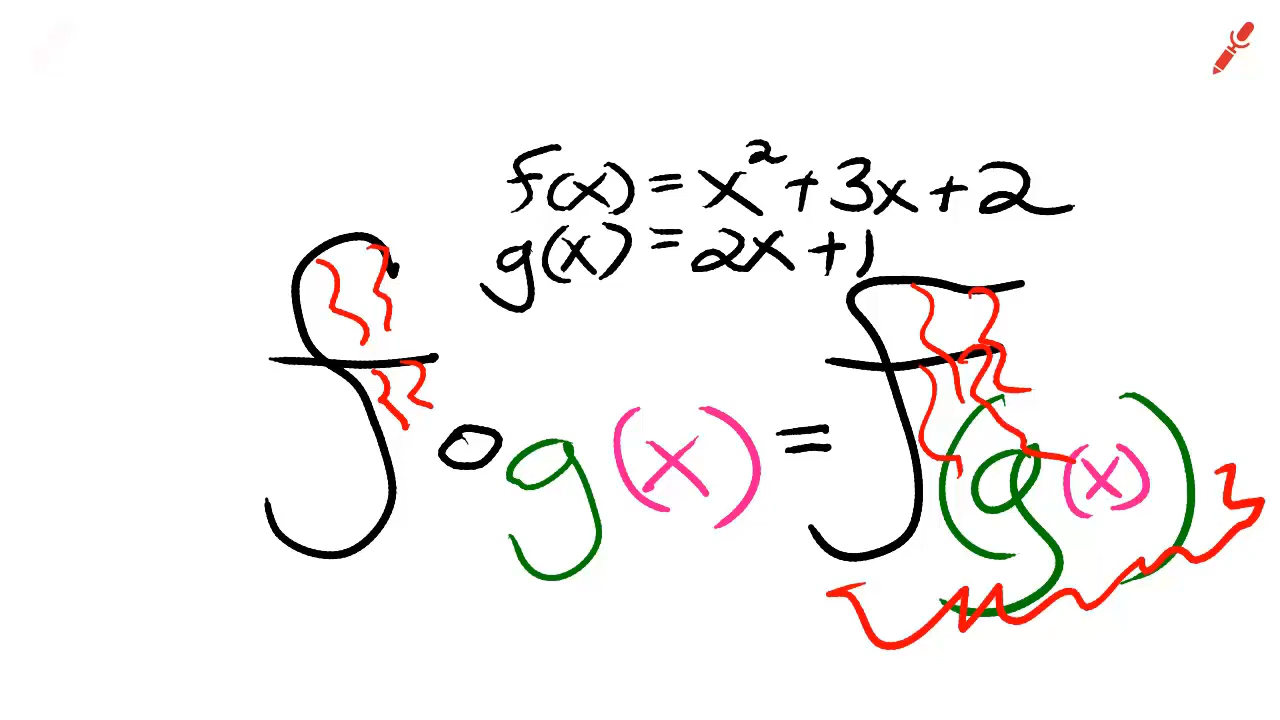 f(x) = x² + 3x + 2
g(x) = 2x + 1
f ∘ g(x) = f(g(x))